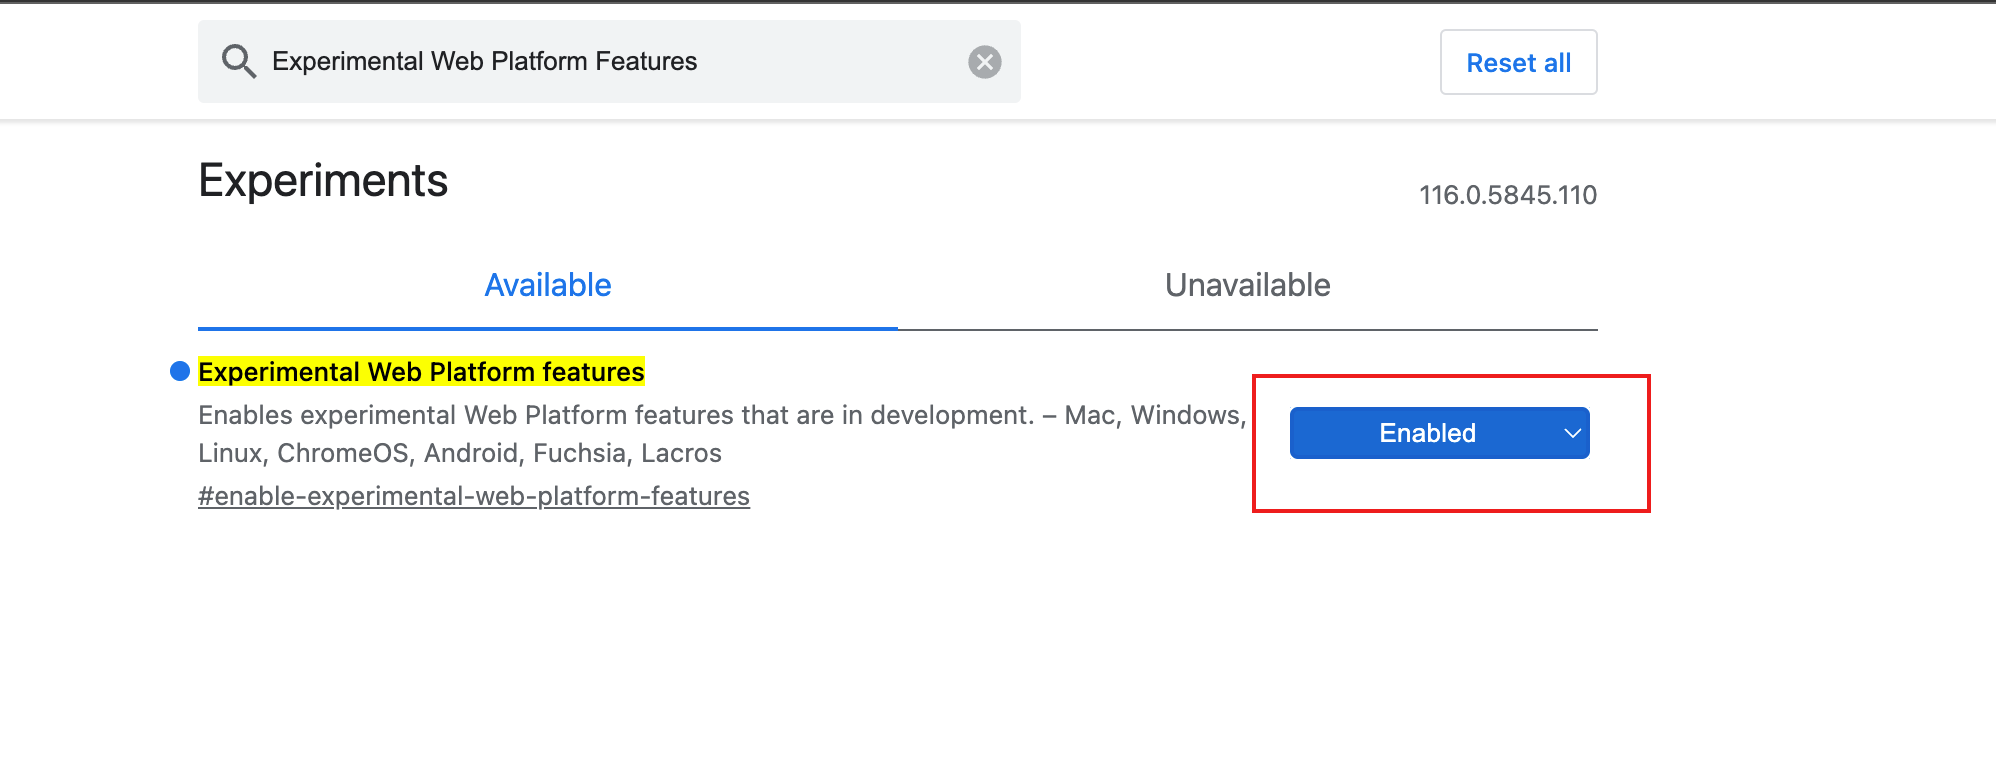 Experimental Web Platform Features
Reset all
Experiments
116.0.5845.110
Available
Unavailable
Experimental Web Platform features
Enables experimental Web Platform features that are in development. – Mac, Windows,
Linux, ChromeOS, Android, Fuchsia, Lacros
#enable-experimental-web-platform-features
Enabled